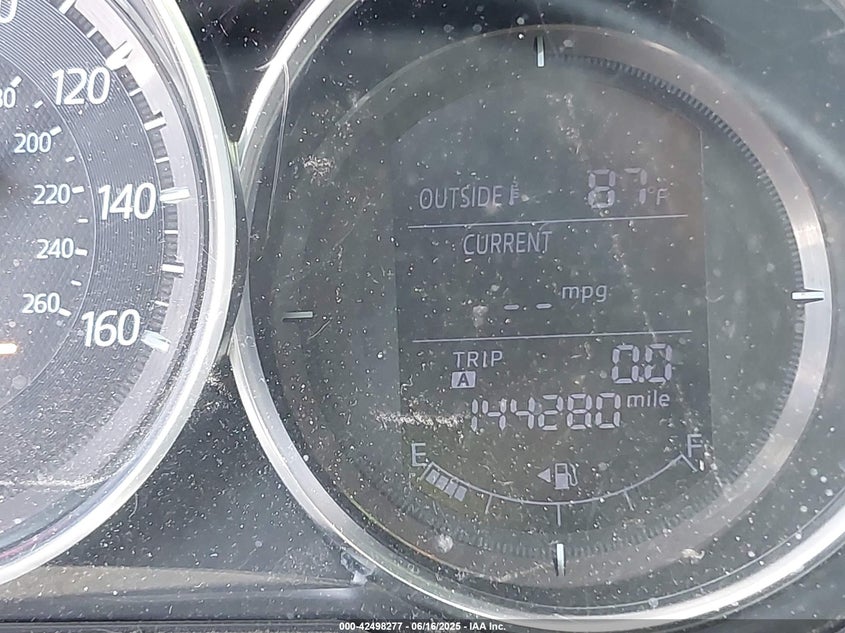 120
200
220
140
240
260
160
OUTSIDE 87°F
CURRENT
-- mpg
TRIP 0.0
A
144280 mile
E F
000-42498277 - 06/16/2025 - IAA Inc.